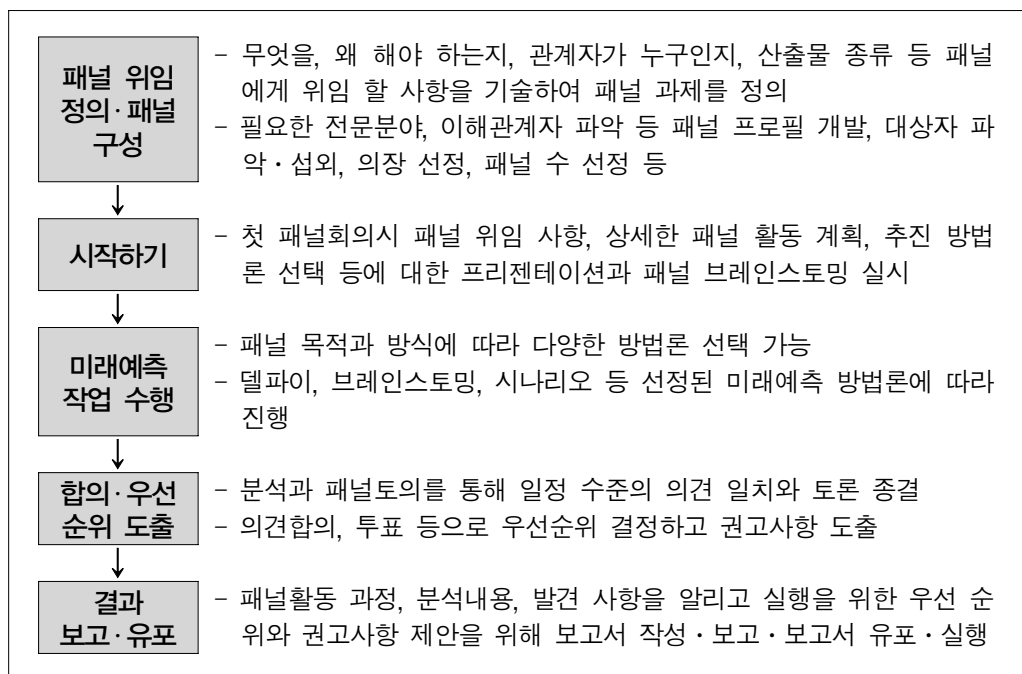 패널 위임
정의·패널
구성
- 무엇을, 왜 해야 하는지, 관계자가 누구인지, 산출물 종류 등 패널
에게 위임 할 사항을 기술하여 패널 과제를 정의
- 필요한 전문분야, 이해관계자 파악 등 패널 프로필 개발, 대상자 파
악·섭외, 의장 선정, 패널 수 선정 등
시작하기
- 첫 패널회의시 패널 위임 사항, 상세한 패널 활동 계획, 추진 방법
론 선택 등에 대한 프리젠테이션과 패널 브레인스토밍 실시
미래예측
작업 수행
- 패널 목적과 방식에 따라 다양한 방법론 선택 가능
- 델파이, 브레인스토밍, 시나리오 등 선정된 미래예측 방법론에 따라
진행
합의·우선
순위 도출
- 분석과 패널토의를 통해 일정 수준의 의견 일치와 토론 종결
- 의견합의, 투표 등으로 우선순위 결정하고 권고사항 도출
결과
보고·유포
- 패널활동 과정, 분석내용, 발견 사항을 알리고 실행을 위한 우선 순
위와 권고사항 제안을 위해 보고서 작성·보고·보고서 유포·실행